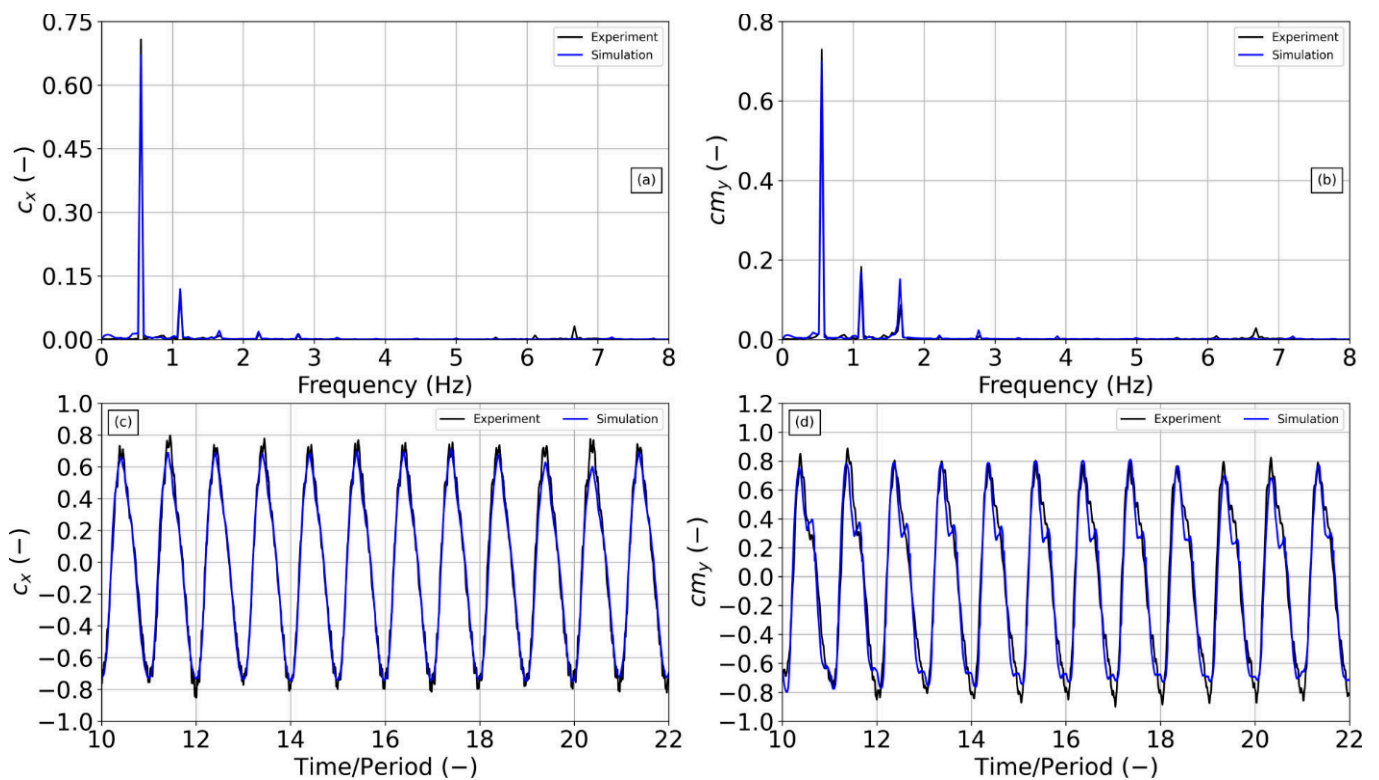 0.75
0.60
0.45
0.30
0.15
0.00
c_x (−)
Experiment
Simulation
(a)
0 1 2 3 4 5 6 7 8
Frequency (Hz)
0.8
0.6
0.4
0.2
0.0
cm_y (−)
Experiment
Simulation
(b)
0 1 2 3 4 5 6 7 8
Frequency (Hz)
1.0
0.8
0.6
0.4
0.2
0.0
−0.2
−0.4
−0.6
−0.8
−1.0
c_x (−)
(c)
Experiment Simulation
10 12 14 16 18 20 22
Time/Period (−)
1.2
1.0
0.8
0.6
0.4
0.2
0.0
−0.2
−0.4
−0.6
−0.8
−1.0
cm_y (−)
(d)
Experiment Simulation
10 12 14 16 18 20 22
Time/Period (−)